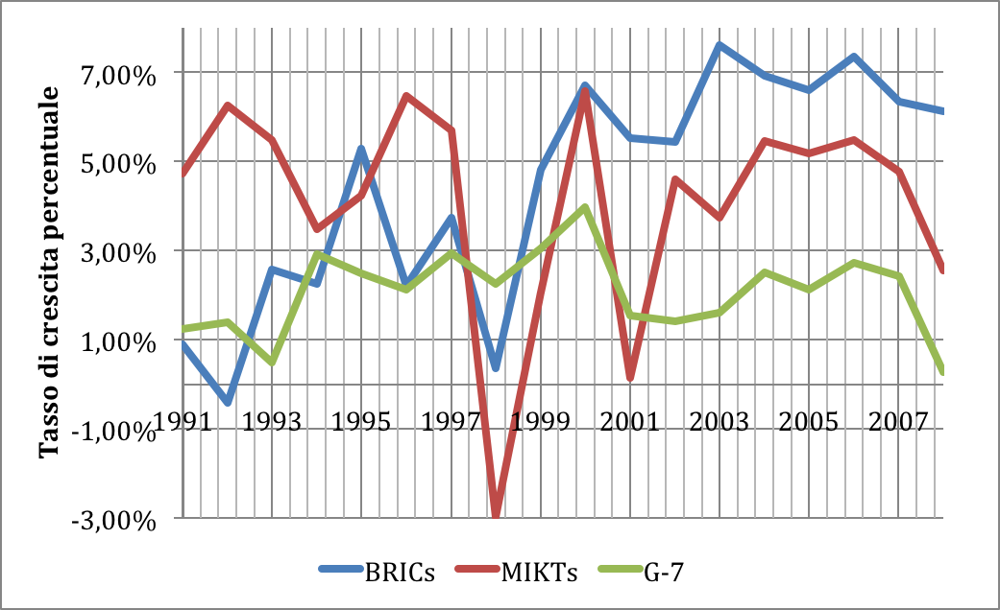 Tasso di crescita percentuale
7,00%
5,00%
3,00%
1,00%
-1,00%
-3,00%
1991 1993 1995 1997 1999 2001 2003 2005 2007
BRICs MIKTs G-7